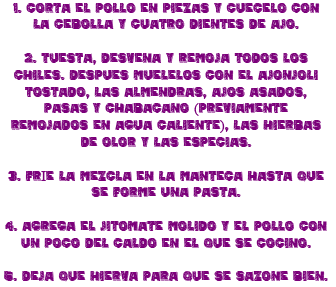 1. CORTA EL POLLO EN PIEZAS Y CUECELO CON
LA CEBOLLA Y CUATRO DIENTES DE AJO.
2. TUESTA, DESVENA Y REMOJA TODOS LOS
CHILES. DESPUES MUELELOS CON EL AJONJOLI
TOSTADO, LAS ALMENDRAS, AJOS ASADOS,
PASAS Y CHABACANO (PREVIAMENTE
REMOJADOS EN AGUA CALIENTE), LAS HIERBAS
DE OLOR Y LAS ESPECIAS.
3. FRIE LA MEZCLA EN LA MANTECA HASTA QUE
SE FORME UNA PASTA.
4. AGREGA EL JITOMATE MOLIDO Y EL POLLO CON
UN POCO DEL CALDO EN EL QUE SE COCINO.
5. DEJA QUE HIERVA PARA QUE SE SAZONE BIEN.